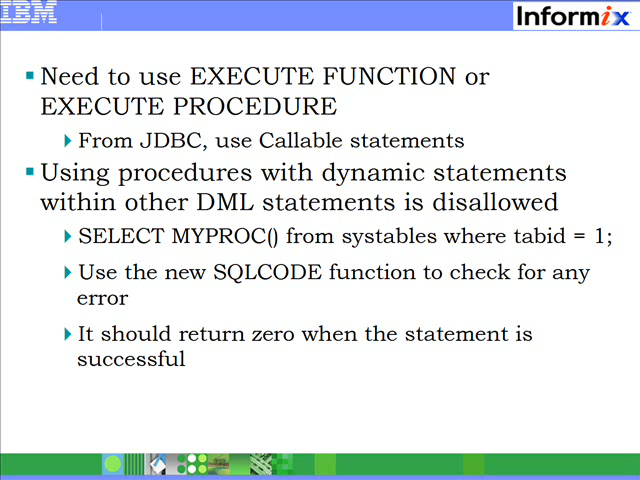 IBM
Informix
Need to use EXECUTE FUNCTION or
EXECUTE PROCEDURE
From JDBC, use Callable statements
Using procedures with dynamic statements
within other DML statements is disallowed
SELECT MYPROC() from systables where tabid = 1;
Use the new SQLCODE function to check for any
error
It should return zero when the statement is
successful